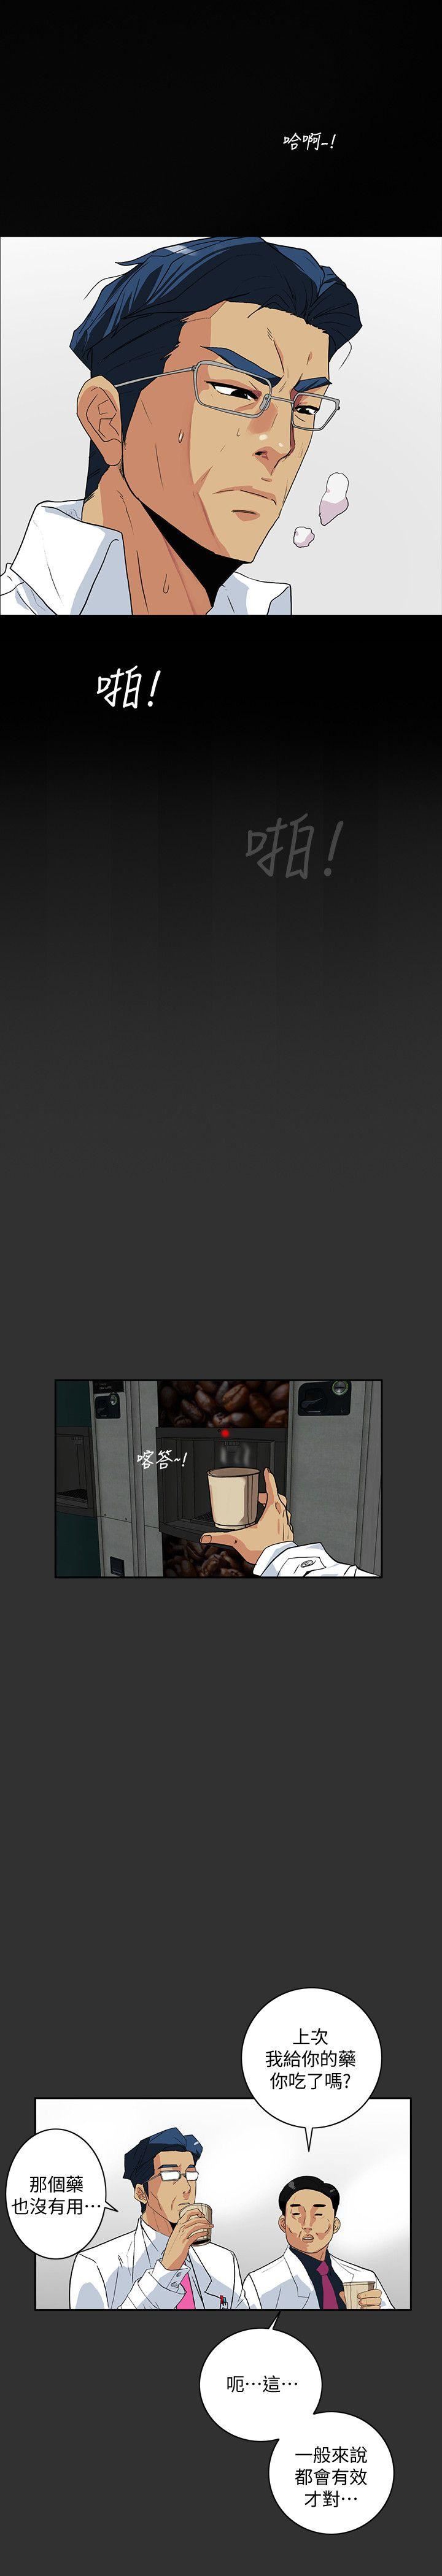 哈啊~!
啪!
啪!
喀答~!
上次
我給你的藥
你吃了嗎?
那個藥
也沒有用⋯
呃⋯這⋯
一般來說
都會有效
才對⋯